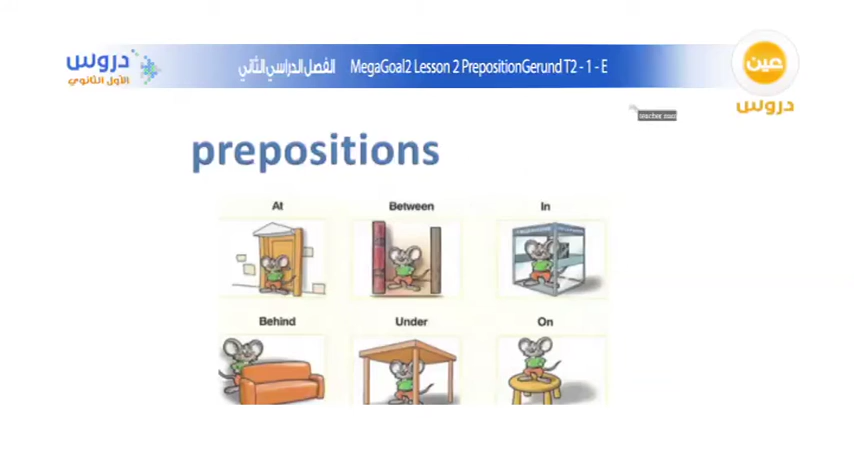 دروس
الأول الثانوي
الفصل الدراسي الثاني MegaGoal2 Lesson 2 PrepositionGerund T2 - 1 - E
عين
دروس
prepositions
At Between In
Behind Under On